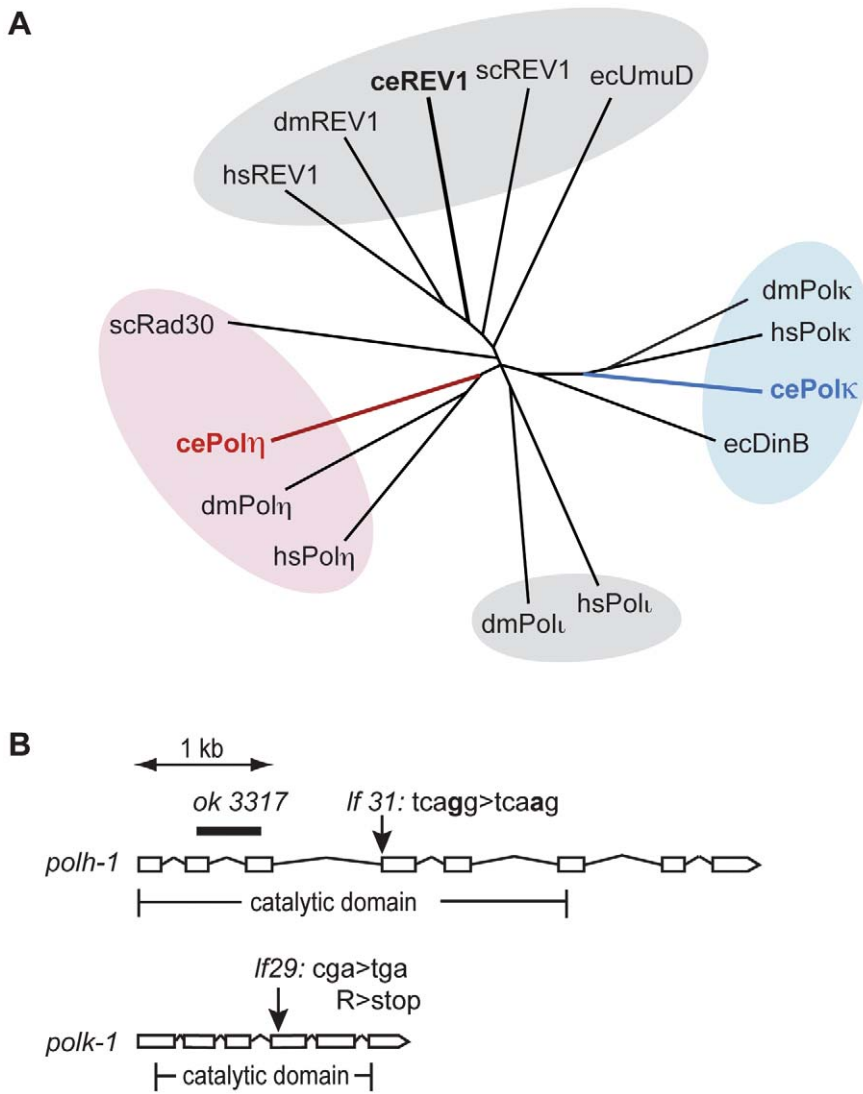 A
ceREV1
scREV1
ecUmuD
dmREV1
hsREV1
dmPolκ
hsPolκ
cePolκ
ecDinB
scRad30
cePolη
dmPolη
hsPolη
dmPolι
hsPolι
B
1 kb
ok 3317
lf 31: tcagg>tcaag
polh-1
catalytic domain
lf29: cga>tga
R>stop
polk-1
catalytic domain